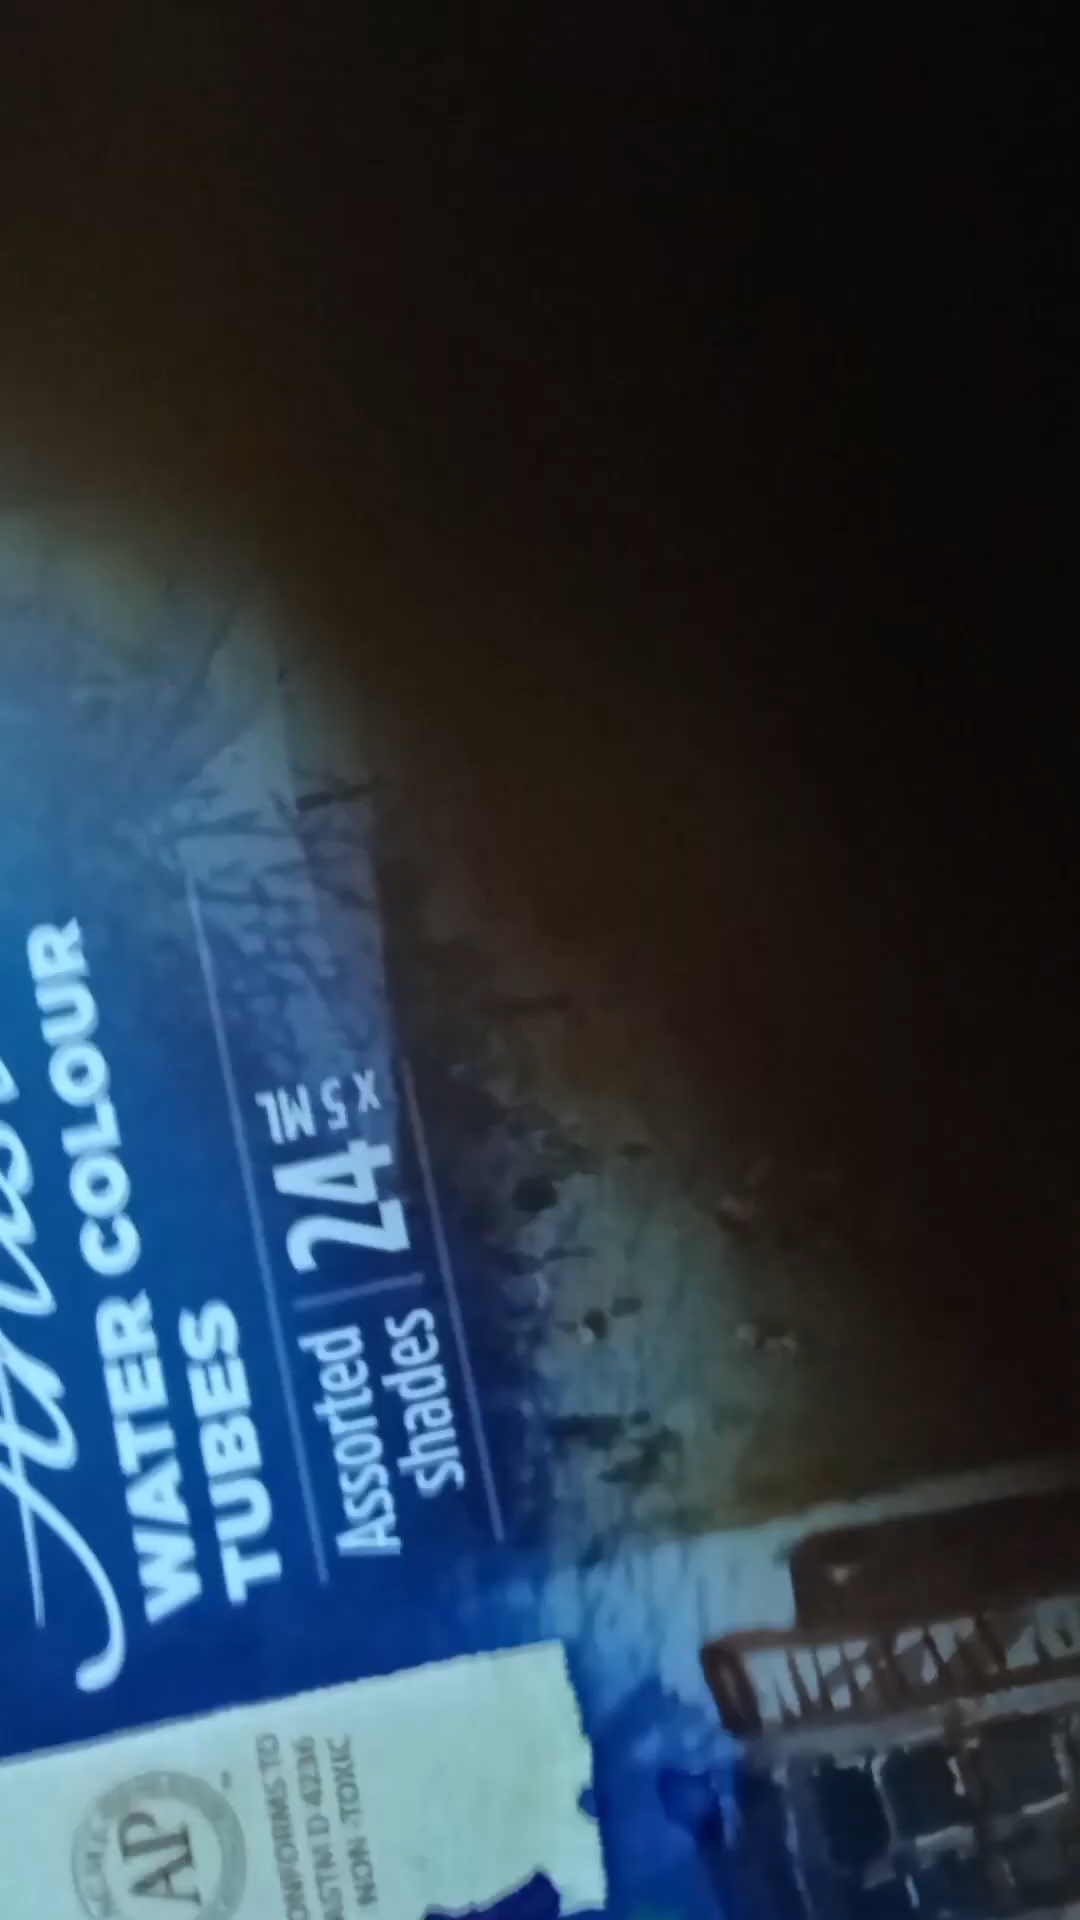 WATER COLOUR
TUBES
Assorted
shades
24
X 5 ML
AP
CONFORMS TO
ASTM D 4236
NON -TOXIC